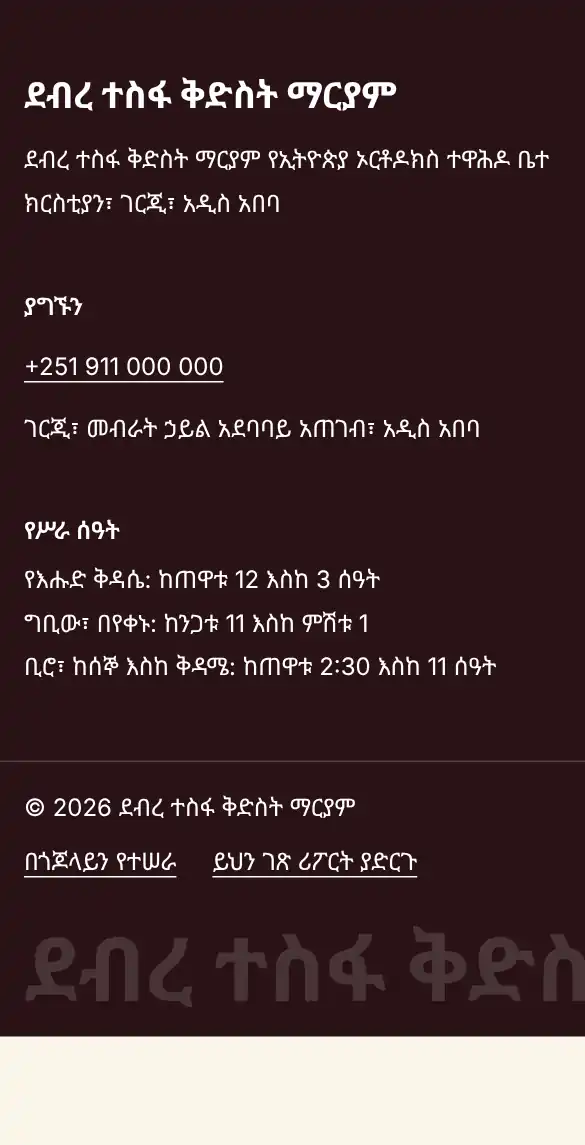 ደብረ ተስፋ ቅድስት ማርያም
ደብረ ተስፋ ቅድስት ማርያም የኢትዮጵያ ኦርቶዶክስ ተዋሕዶ ቤተ
ክርስቲያን፣ ገርጂ፣ አዲስ አበባ
ያግኙን
+251 911 000 000
ገርጂ፣ መብራት ኃይል አደባባይ አጠገብ፣ አዲስ አበባ
የሥራ ሰዓት
የእሑድ ቅዳሴ: ከጠዋቱ 12 እስከ 3 ሰዓት
ግቢው፣ በየቀኑ: ከንጋቱ 11 እስከ ምሽቱ 1
ቢሮ፣ ከሰኞ እስከ ቅዳሜ: ከጠዋቱ 2:30 እስከ 11 ሰዓት
© 2026 ደብረ ተስፋ ቅድስት ማርያም
በጎጆላይን የተሠራ ይህን ገጽ ሪፖርት ያድርጉ
ደብረ ተስፋ ቅድስ